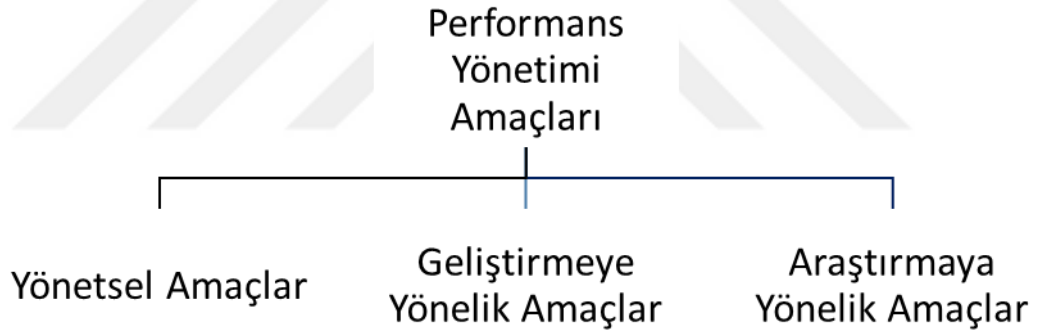 Performans
Yönetimi
Amaçları
Yönetsel Amaçlar
Geliştirmeye
Yönelik Amaçlar
Araştırmaya
Yönelik Amaçlar